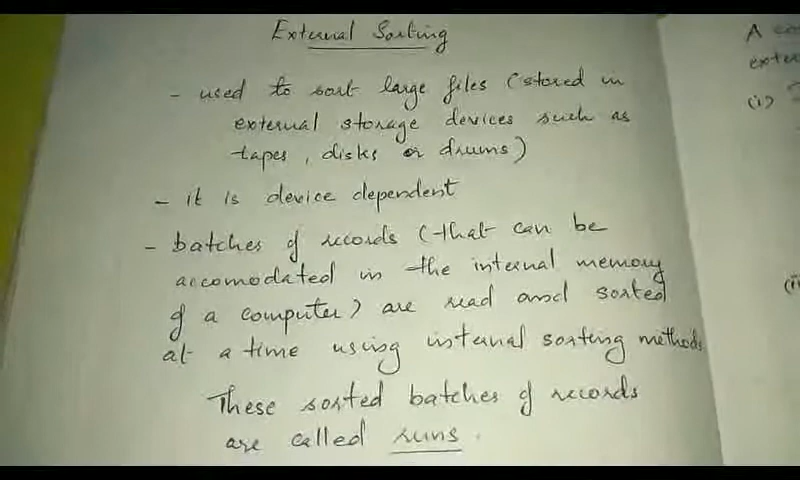 External Sorting
- used to sort large files (stored in
external storage devices such as
tapes, disks or drums)
- it is device dependent
- batches of records (that can be
accomodated in the internal memory
of a computer) are read and sorted
at a time using internal sorting methods
These sorted batches of records
are called runs.
A
(i)